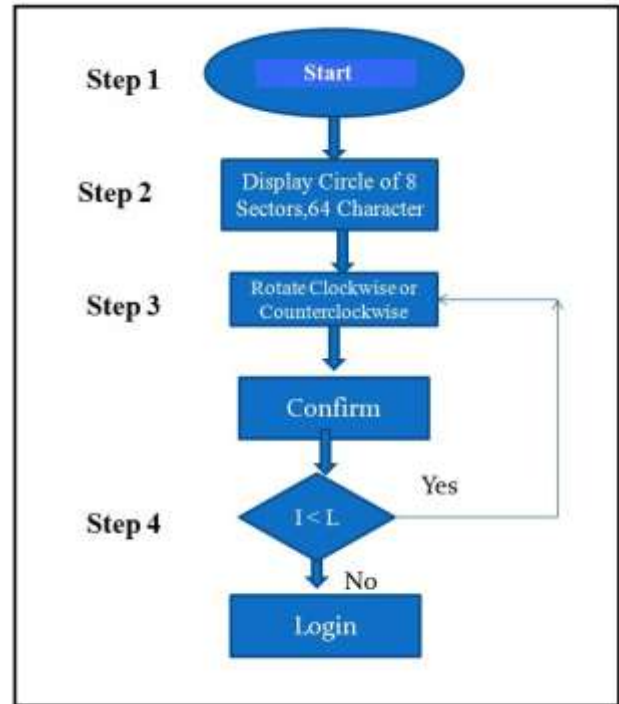 Step 1
Start
Step 2
Display Circle of 8
Sectors,64 Character
Step 3
Rotate Clockwise or
Counterclockwise
Confirm
Yes
Step 4
I < L
No
Login